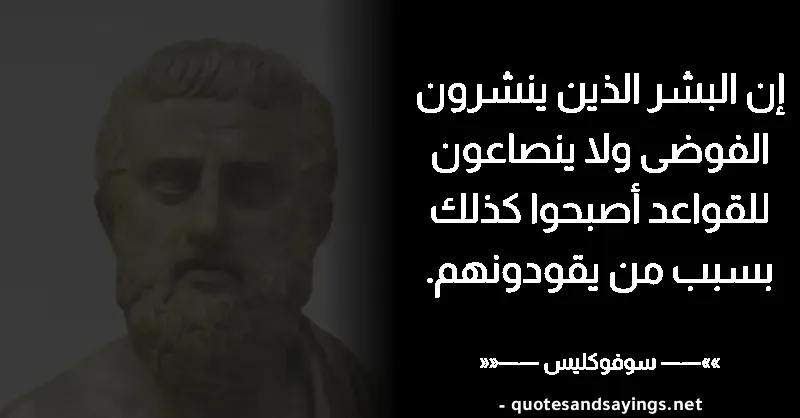 إن البشر الذين ينشرون
الفوضى ولا ينصاعون
للقواعد أصبحوا كذلك
بسبب من يقودونهم.
»»—— سوفوكليس ——««
- quotesandsayings.net